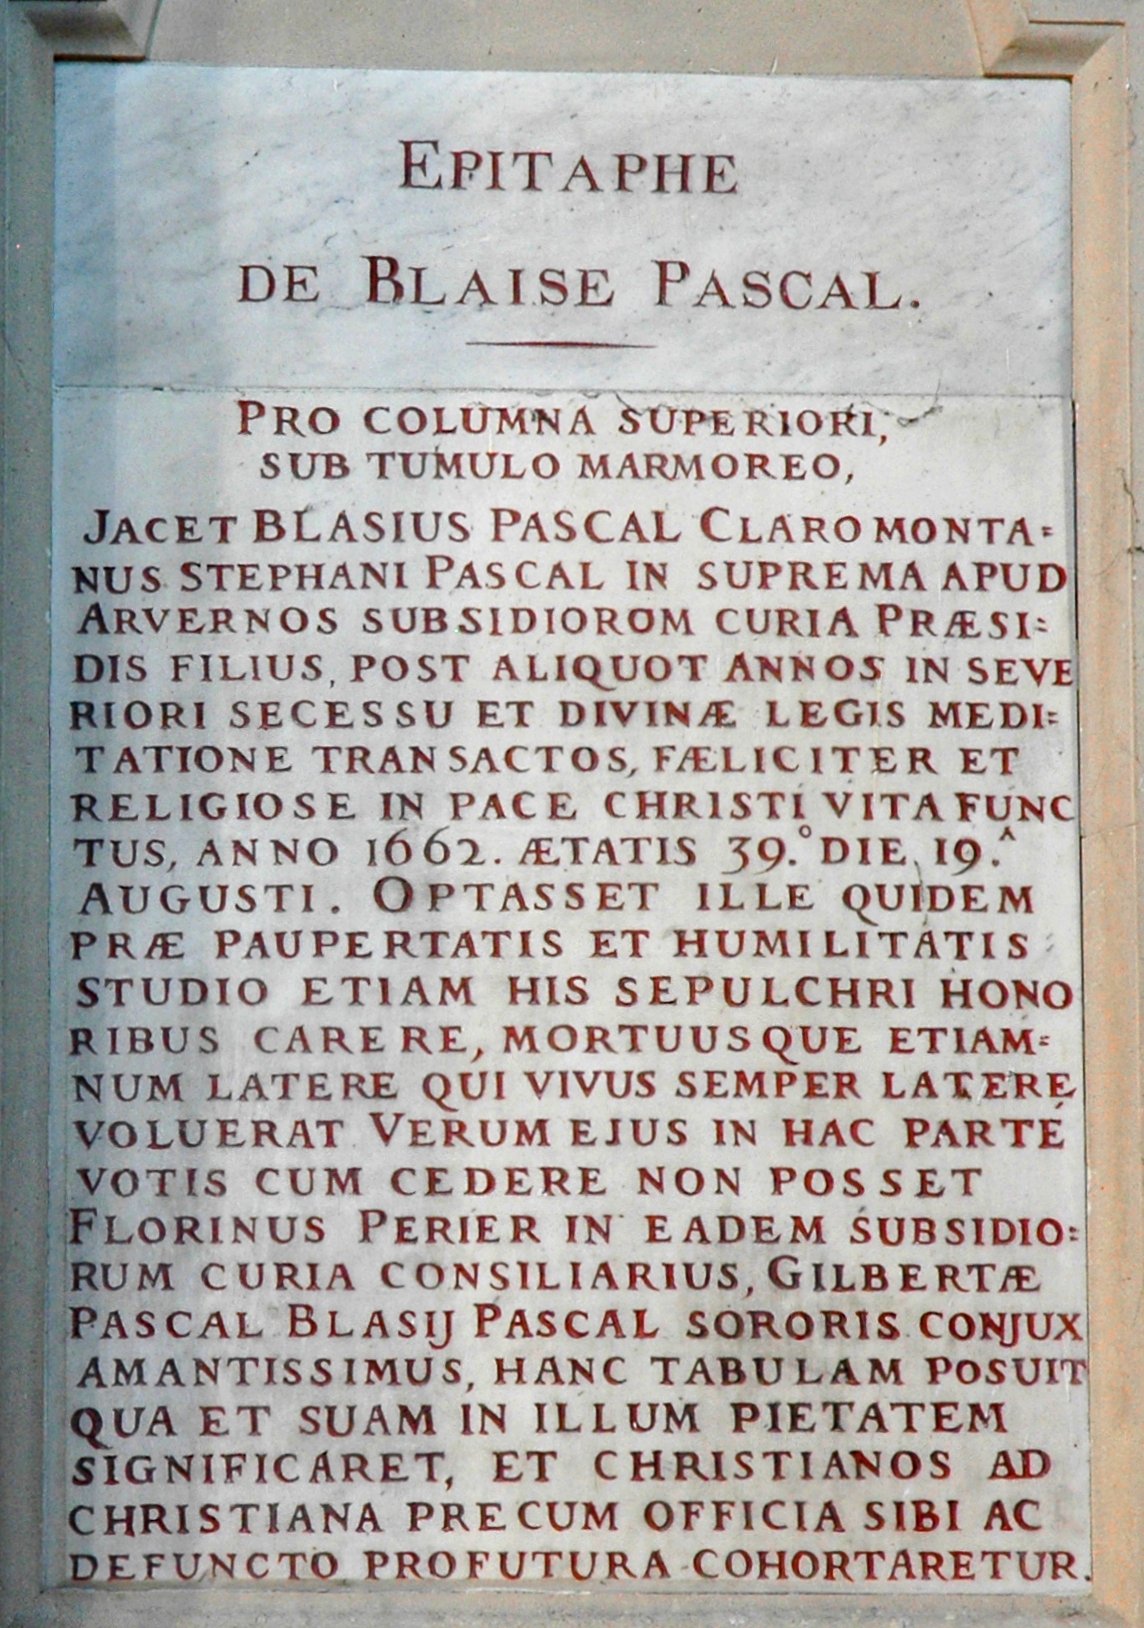 EPITAPHE
DE BLAISE PASCAL.
PRO COLUMNA SUPERIORI,
SUB TUMULO MARMOREO,
JACET BLASIUS PASCAL CLARO MONTA=
NUS STEPHANI PASCAL IN SUPREMA APUD
ARVERNOS SUBSIDIOROM CURIA PRÆSI=
DIS FILIUS, POST ALIQUOT ANNOS IN SEVE
RIORI SECESSU ET DIVINÆ LEGIS MEDI=
TATIONE TRANSACTOS, FÆLICITER ET
RELIGIOSE IN PACE CHRISTI VITA FUNC
TUS, ANNO 1662. ÆTATIS 39.° DIE 19.^
AUGUSTI. OPTASSET ILLE QUIDEM
PRÆ PAUPERTATIS ET HUMILITATIS
STUDIO ETIAM HIS SEPULCHRI HONO
RIBUS CARERE, MORTUUSQUE ETIAM=
NUM LATERE QUI VIVUS SEMPER LATERE
VOLUERAT VERUM EJUS IN HAC PARTÉ
VOTIS CUM CEDERE NON POSSET
FLORINUS PERIER IN EADEM SUBSIDIO=
RUM CURIA CONSILIARIUS, GILBERTÆ
PASCAL BLASIJ PASCAL SORORIS CONJUX
AMANTISSIMUS, HANC TABULAM POSUIT
QUA ET SUAM IN ILLUM PIETATEM
SIGNIFICARET, ET CHRISTIANOS AD
CHRISTIANA PRECUM OFFICIA SIBI AC
DEFUNCTO PROFUTURA COHORTARETUR.